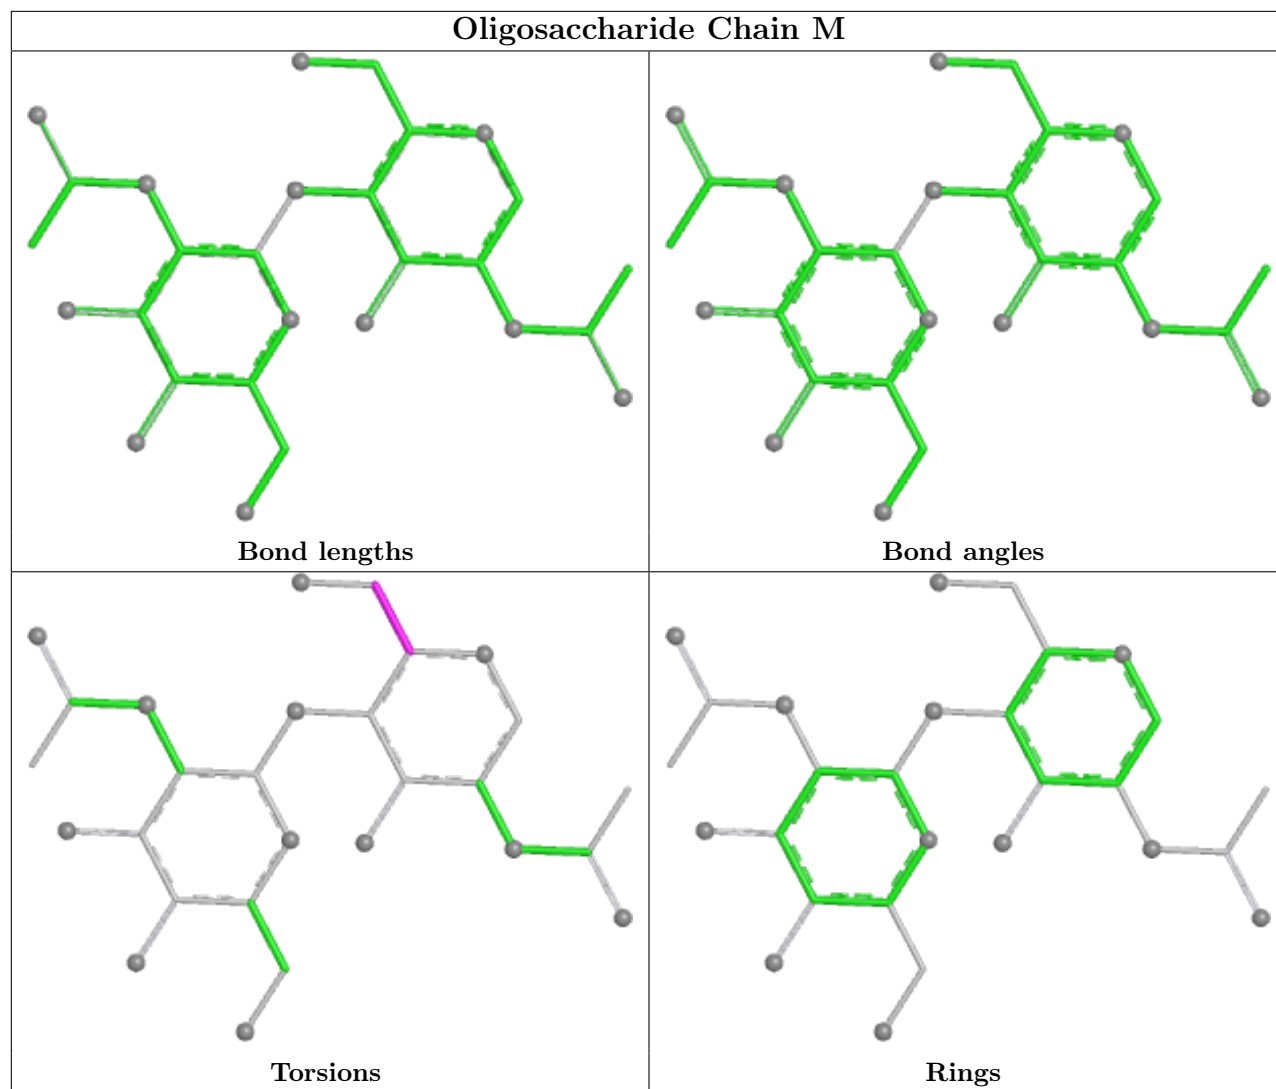 Oligosaccharide Chain M
Bond lengths
Bond angles
Torsions
Rings